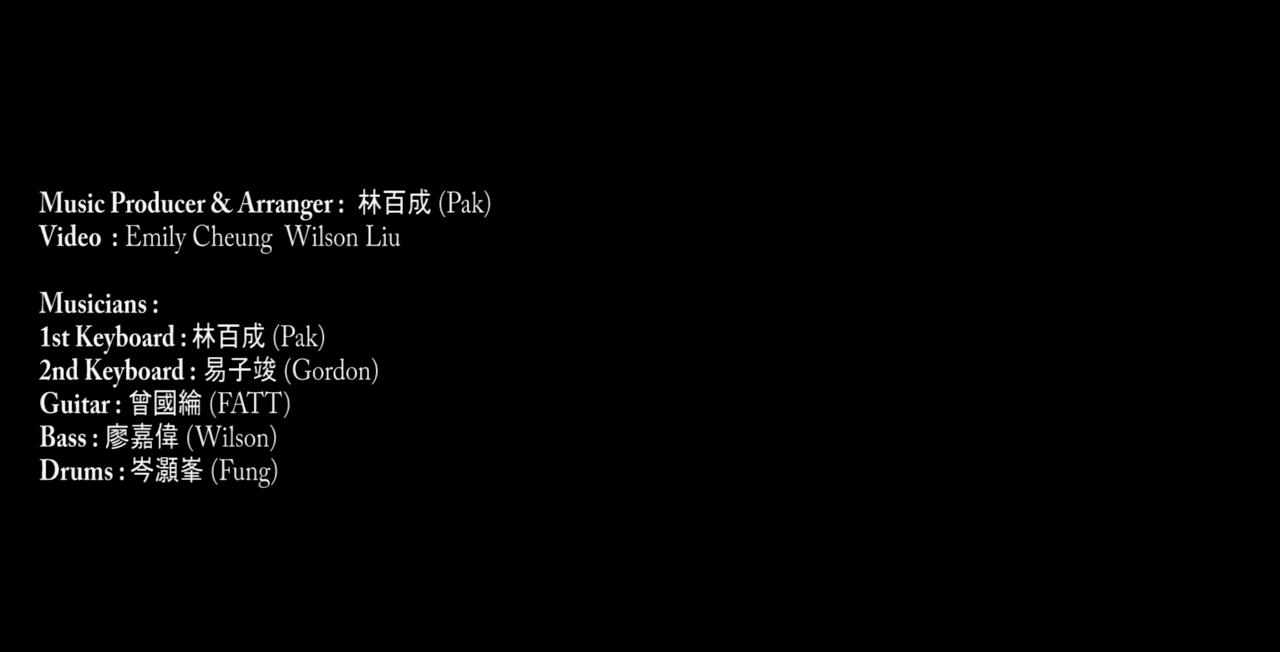 Music Producer & Arranger : 林百成 (Pak)
Video : Emily Cheung Wilson Liu
Musicians :
1st Keyboard : 林百成 (Pak)
2nd Keyboard : 易子竣 (Gordon)
Guitar : 曾國綸 (FATT)
Bass : 廖嘉偉 (Wilson)
Drums : 岑灝峯 (Fung)